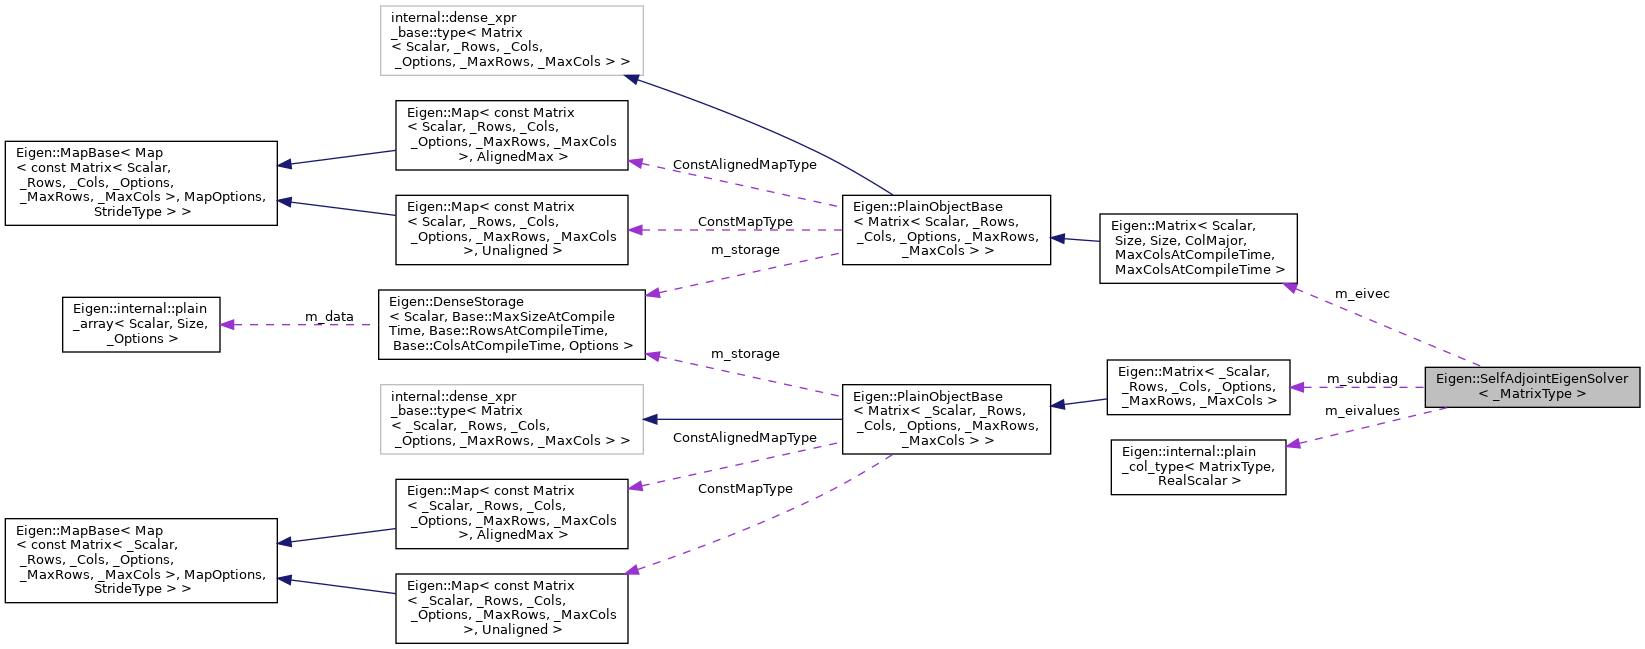 internal::dense_xpr
_base::type< Matrix
< Scalar, _Rows, _Cols,
_Options, _MaxRows, _MaxCols > >
Eigen::Map< const Matrix
< Scalar, _Rows, _Cols,
_Options, _MaxRows, _MaxCols
>, AlignedMax >
Eigen::MapBase< Map
< const Matrix< Scalar,
_Rows, _Cols, _Options,
_MaxRows, _MaxCols >, MapOptions,
StrideType > >
ConstAlignedMapType
Eigen::Map< const Matrix
< Scalar, _Rows, _Cols,
_Options, _MaxRows, _MaxCols
>, Unaligned >
ConstMapType
m_storage
Eigen::PlainObjectBase
< Matrix< Scalar, _Rows,
_Cols, _Options, _MaxRows,
_MaxCols > >
Eigen::Matrix< Scalar,
Size, Size, ColMajor,
MaxColsAtCompileTime,
MaxColsAtCompileTime >
m_eivec
Eigen::internal::plain
_array< Scalar, Size,
_Options >
m_data
Eigen::DenseStorage
< Scalar, Base::MaxSizeAtCompile
Time, Base::RowsAtCompileTime,
Base::ColsAtCompileTime, Options >
m_storage
internal::dense_xpr
_base::type< Matrix
< _Scalar, _Rows, _Cols,
_Options, _MaxRows, _MaxCols > >
ConstAlignedMapType
Eigen::PlainObjectBase
< Matrix< _Scalar, _Rows,
_Cols, _Options, _MaxRows,
_MaxCols > >
Eigen::Matrix< _Scalar,
_Rows, _Cols, _Options,
_MaxRows, _MaxCols >
m_subdiag
m_eivalues
Eigen::SelfAdjointEigenSolver
< _MatrixType >
Eigen::internal::plain
_col_type< MatrixType,
RealScalar >
Eigen::Map< const Matrix
< _Scalar, _Rows, _Cols,
_Options, _MaxRows, _MaxCols
>, AlignedMax >
ConstMapType
Eigen::MapBase< Map
< const Matrix< _Scalar,
_Rows, _Cols, _Options,
_MaxRows, _MaxCols >, MapOptions,
StrideType > >
Eigen::Map< const Matrix
< _Scalar, _Rows, _Cols,
_Options, _MaxRows, _MaxCols
>, Unaligned >